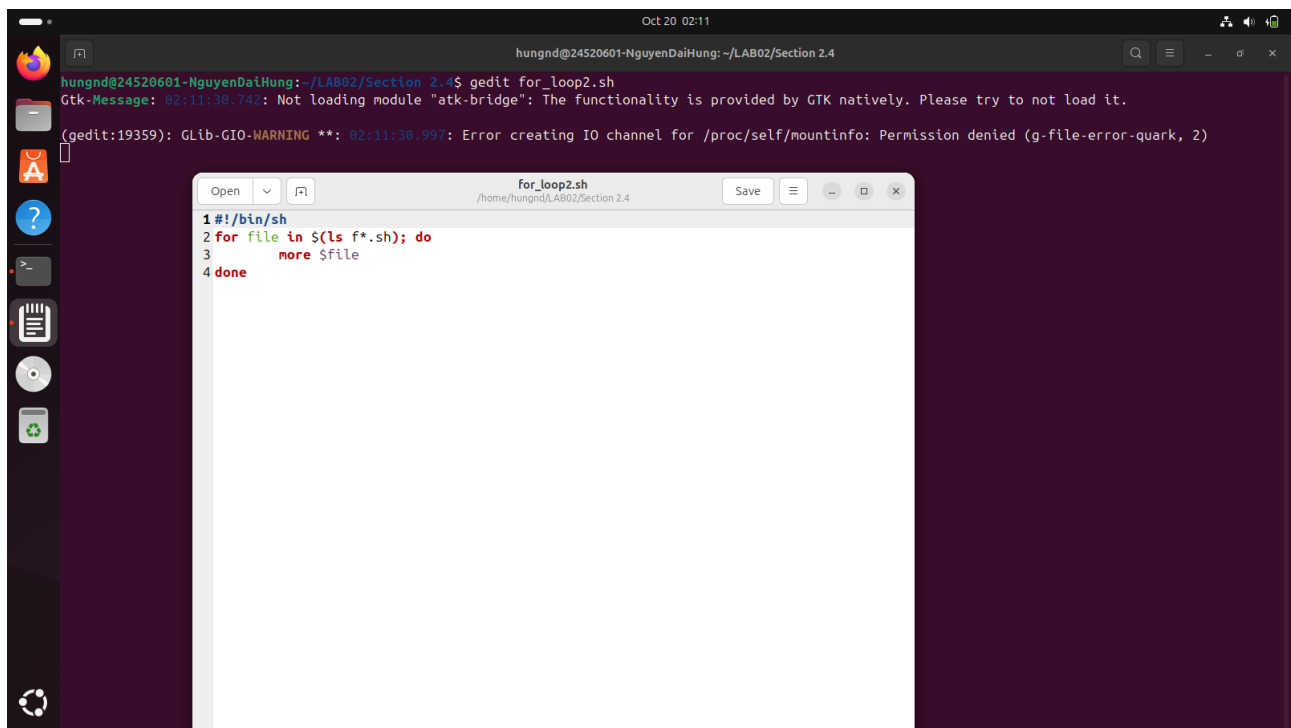 Oct 20 02:11
hungnd@24520601-NguyenDaiHung: ~/LAB02/Section 2.4
hungnd@24520601-NguyenDaiHung:~/LAB02/Section 2.4$ gedit for_loop2.sh
Gtk-Message: 02:11:30.742: Not loading module "atk-bridge": The functionality is provided by GTK natively. Please try to not load it.
(gedit:19359): GLib-GIO-WARNING **: 02:11:30.997: Error creating IO channel for /proc/self/mountinfo: Permission denied (g-file-error-quark, 2)
Open
for_loop2.sh
/home/hungnd/LAB02/Section 2.4
Save
1 #!/bin/sh
2 for file in $(ls f*.sh); do
3         more $file
4 done